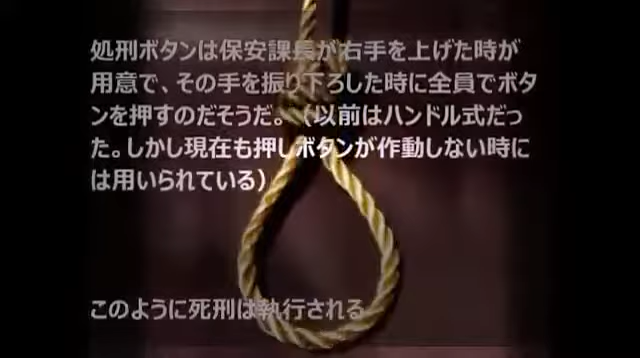 処刑ボタンは保安課長が右手を上げた時が
用意で、その手を振り下ろした時に全員でボタ
ンを押すのだそうだ。（以前はハンドル式だっ
た。しかし現在も押しボタンが作動しない時に
は用いられている）
このように死刑は執行される